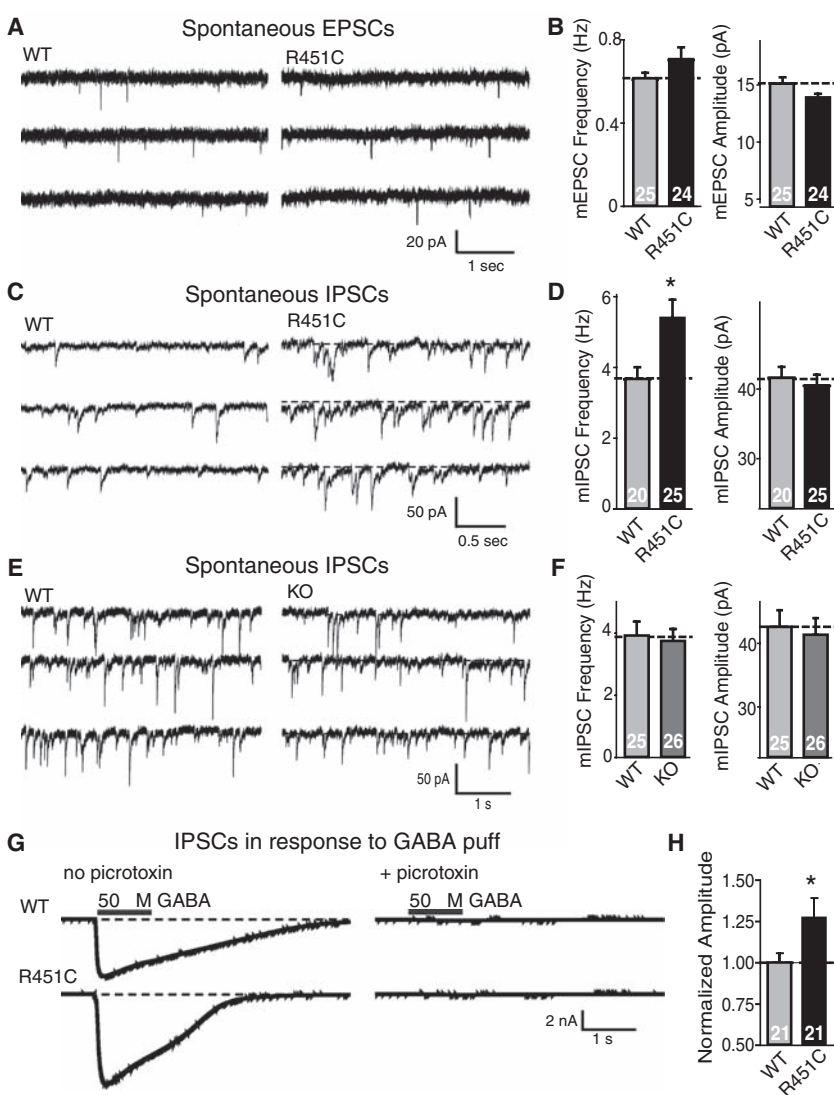 A
Spontaneous EPSCs
WT
R451C
20 pA
1 sec
B
mEPSC Frequency (Hz)
0.8
0.4
0
25
24
WT
R451C
mEPSC Amplitude (pA)
15
10
5
25
24
WT
R451C
C
Spontaneous IPSCs
WT
R451C
50 pA
0.5 sec
D
mIPSC Frequency (Hz)
6
4
2
0
20
25
WT
R451C
*
mIPSC Amplitude (pA)
40
30
20
25
WT
R451C
E
Spontaneous IPSCs
WT
KO
50 pA
1 s
F
mIPSC Frequency (Hz)
4
2
0
25
26
WT
KO
mIPSC Amplitude (pA)
40
30
25
26
WT
KO
G
IPSCs in response to GABA puff
no picrotoxin
+ picrotoxin
50 M GABA
50 M GABA
WT
R451C
2 nA
1 s
H
Normalized Amplitude
1.50
1.25
1.00
0.75
0.50
*
21
21
WT
R451C